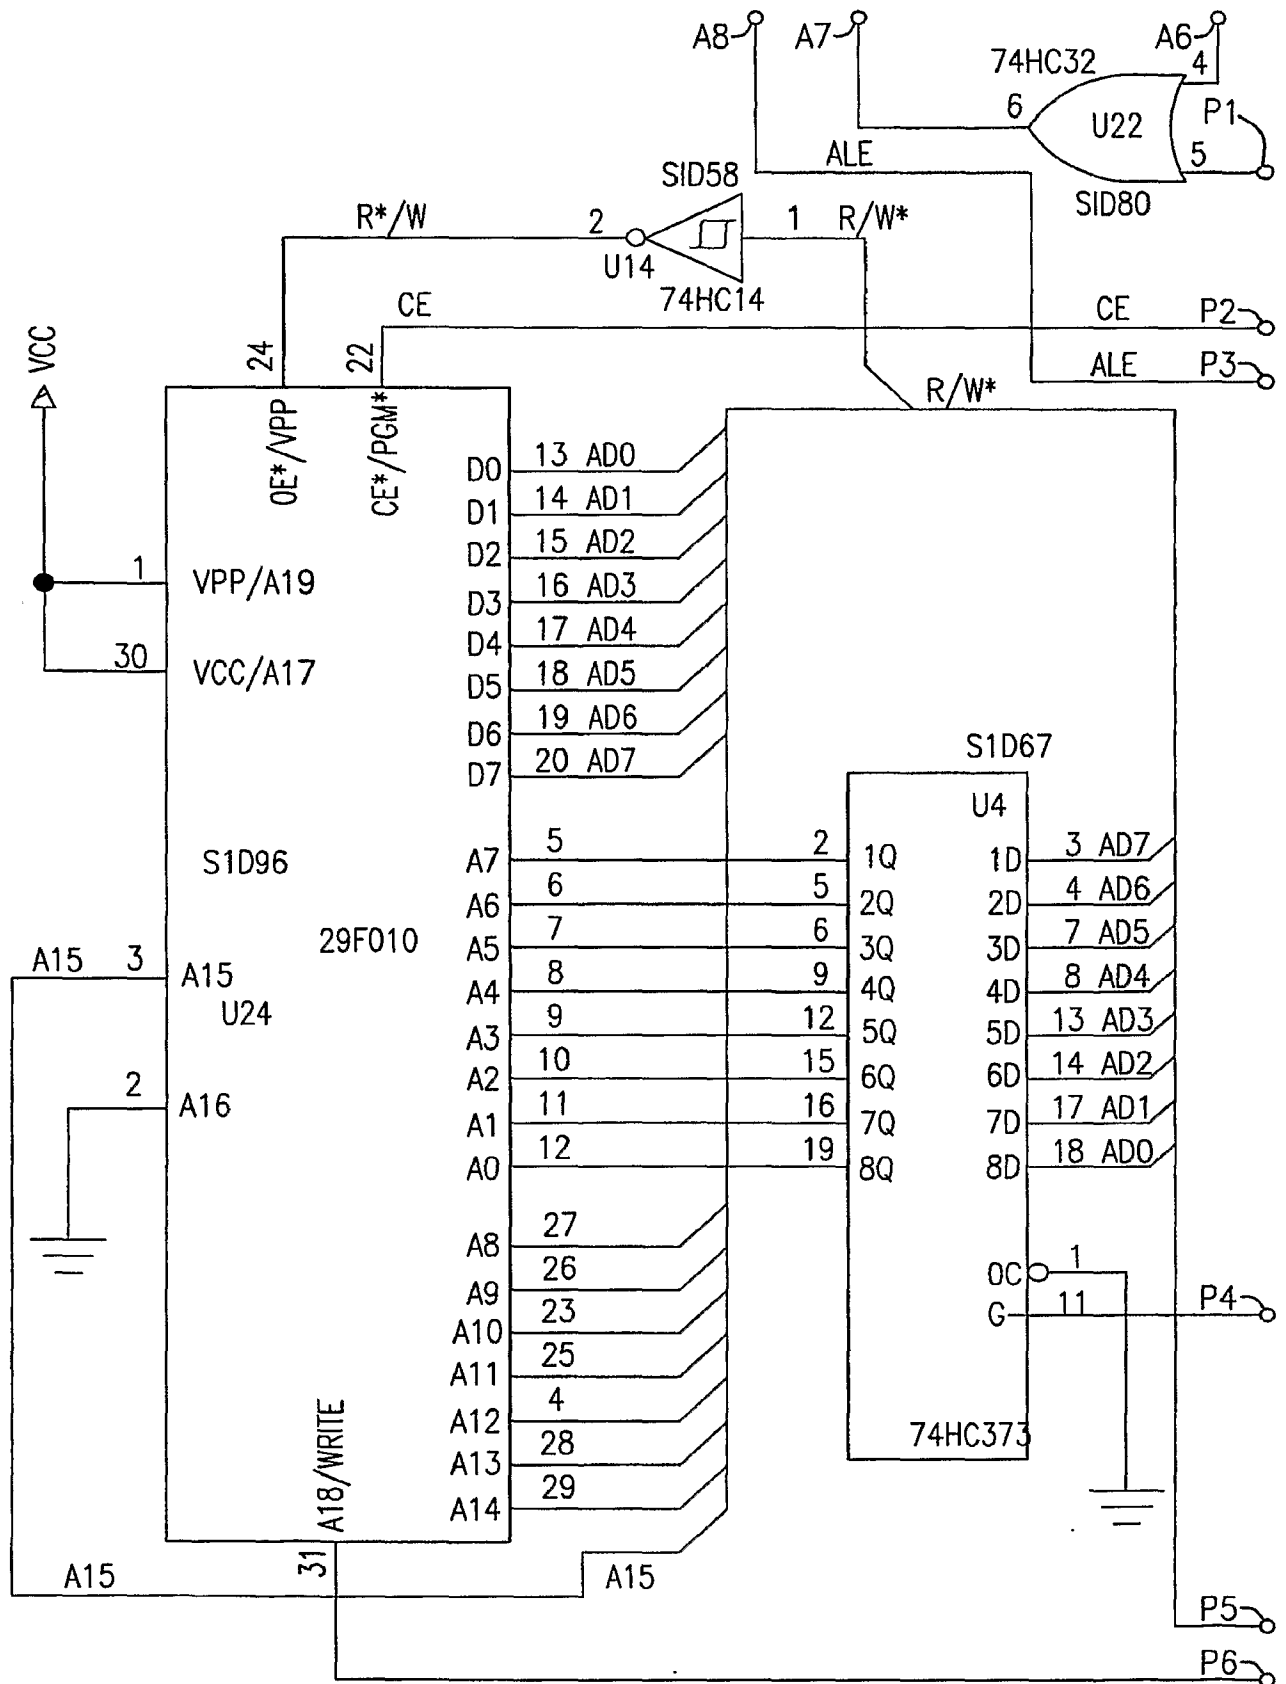 A8 A7 A6
74HC32 4
6 U22 P1
ALE 5
SID58 SID80
R*/W 2 1 R/W*
U14
74HC14
CE CE P2
VCC 24 22 ALE P3
R/W*
OE*/VPP CE*/PGM*
D0 13 AD0
D1 14 AD1
D2 15 AD2
1 VPP/A19 D3 16 AD3
D4 17 AD4
30 VCC/A17 D5 18 AD5
D6 19 AD6
D7 20 AD7
S1D67
U4
S1D96 A7 5 2 1Q 1D 3 AD7
A6 6 5 2Q 2D 4 AD6
29F010 A5 7 6 3Q 3D 7 AD5
A15 3 A15 A4 8 9 4Q 4D 8 AD4
U24 A3 9 12 5Q 5D 13 AD3
A2 10 15 6Q 6D 14 AD2
2 A16 A1 11 16 7Q 7D 17 AD1
A0 12 19 8Q 8D 18 AD0
A8 27 OC 1
A9 26 G 11 P4
A10 23
A11 25
A12 4 74HC373
A13 28
A14 29
A18/WRITE
31
A15 A15
P5
P6